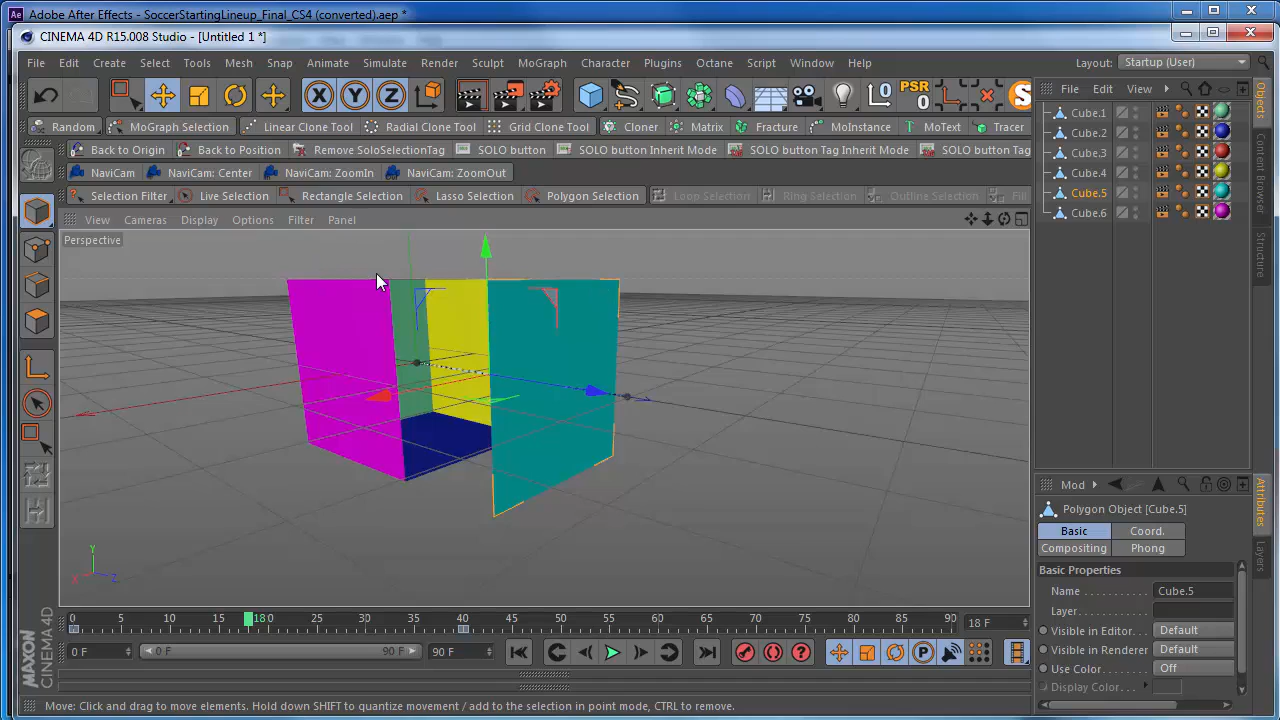 Adobe After Effects - SoccerStartingLineup_Final_CS4 (converted).aep *
CINEMA 4D R15.008 Studio - [Untitled 1 *]
File Edit Create Select Tools Mesh Snap Animate Simulate Render Sculpt MoGraph Character Plugins Octane Script Window Help Layout: Startup (User)
X Y Z 0 PSR 0 S File Edit View
Random MoGraph Selection Linear Clone Tool Radial Clone Tool Grid Clone Tool Cloner Matrix Fracture MoInstance MoText Tracer
Back to Origin Back to Position Remove SoloSelectionTag SOLO button SOLO button Inherit Mode SOLO button Tag Inherit Mode SOLO button Tag
NaviCam NaviCam: Center NaviCam: ZoomIn NaviCam: ZoomOut
Selection Filter Live Selection Rectangle Selection Lasso Selection Polygon Selection Loop Selection Ring Selection Outline Selection Fill
View Cameras Display Options Filter Panel
Perspective
Cube.1
Cube.2
Cube.3
Cube.4
Cube.5
Cube.6
Objects
Content Browser
Structure
Y
X Z
Mod
Polygon Object [Cube.5]
Basic Coord.
Compositing Phong
Basic Properties
Name Cube.5
Layer
Visible in Editor Default
Visible in Renderer Default
Use Color Off
Display Color
Attributes
Layers
0 5 10 15 18 20 25 30 35 40 45 50 55 60 65 70 75 80 85 90 18 F
0 F 0 F 90 F 90 F P
MAXON CINEMA 4D
Move: Click and drag to move elements. Hold down SHIFT to quantize movement / add to the selection in point mode, CTRL to remove.